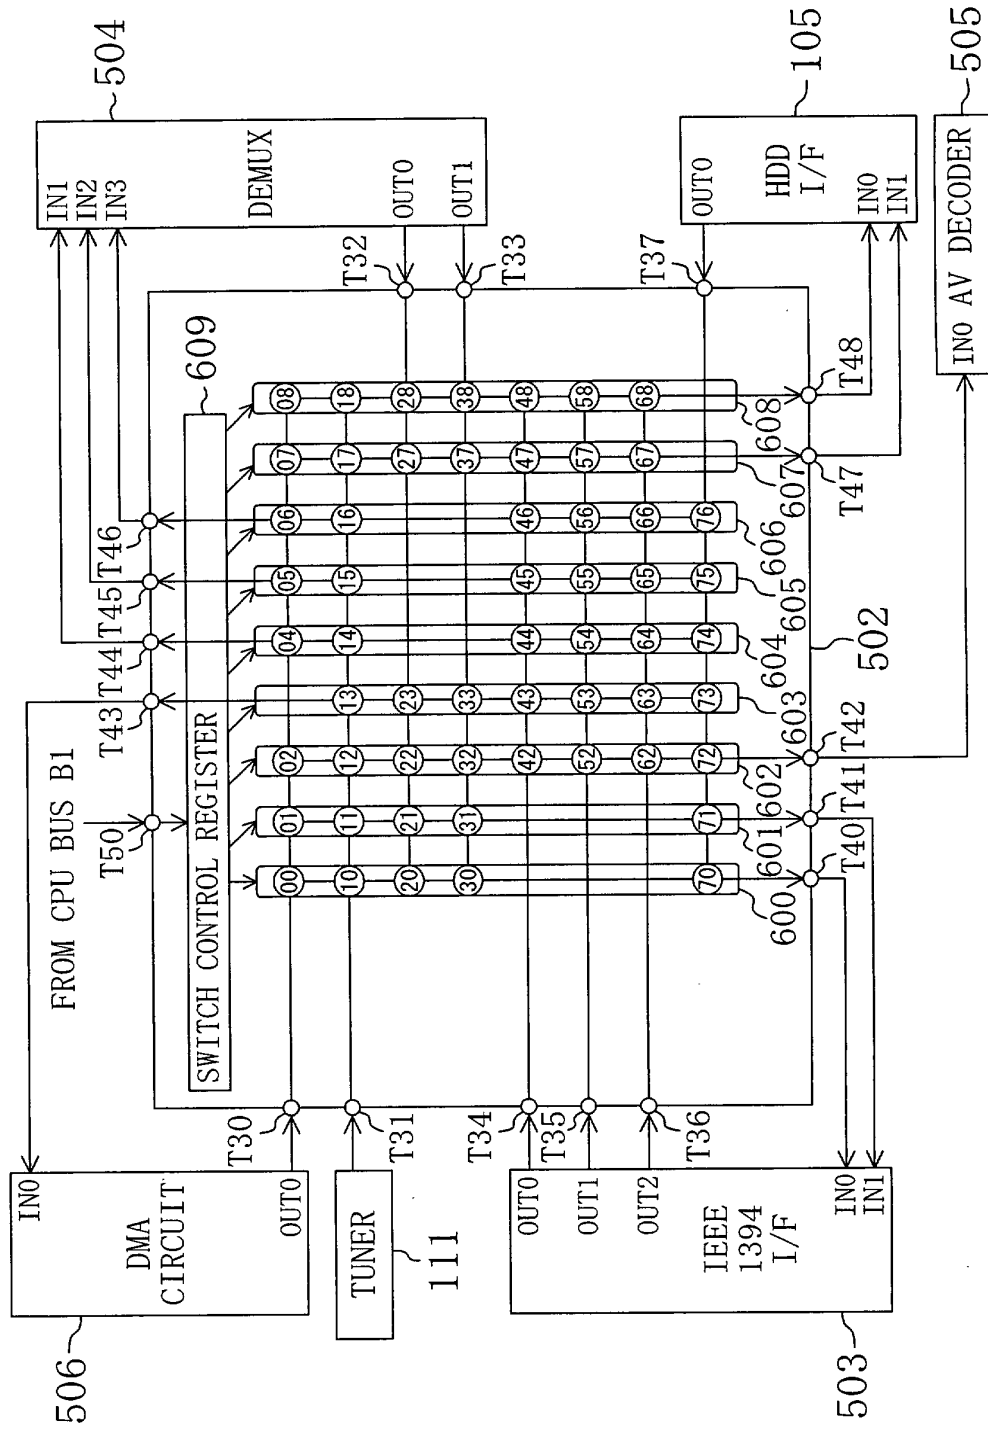 506
DMA
CIRCUIT
IN0
OUT0
TUNER
111
503
IEEE
1394
I/F
OUT0
OUT1
OUT2
IN0
IN1
FROM CPU BUS B1
T50
T43
T44
T45
T46
T30
T31
T34
T35
T36
SWITCH CONTROL REGISTER
609
00 01 02 04 05 06 07 08
10 11 12 13 14 15 16 17 18
20 21 22 23 27 28
30 31 32 33 37 38
42 43 44 45 46 47 48
52 53 54 55 56 57 58
62 63 64 65 66 67 68
70 71 72 73 74 75 76
600
601
602
603
604
605
606
607
608
T40
T41
T42
502
T47
T48
T32
T33
T37
504
IN1
IN2
IN3
DEMUX
OUT0
OUT1
105
OUT0
HDD
I/F
IN0
IN1
505
IN0 AV DECODER